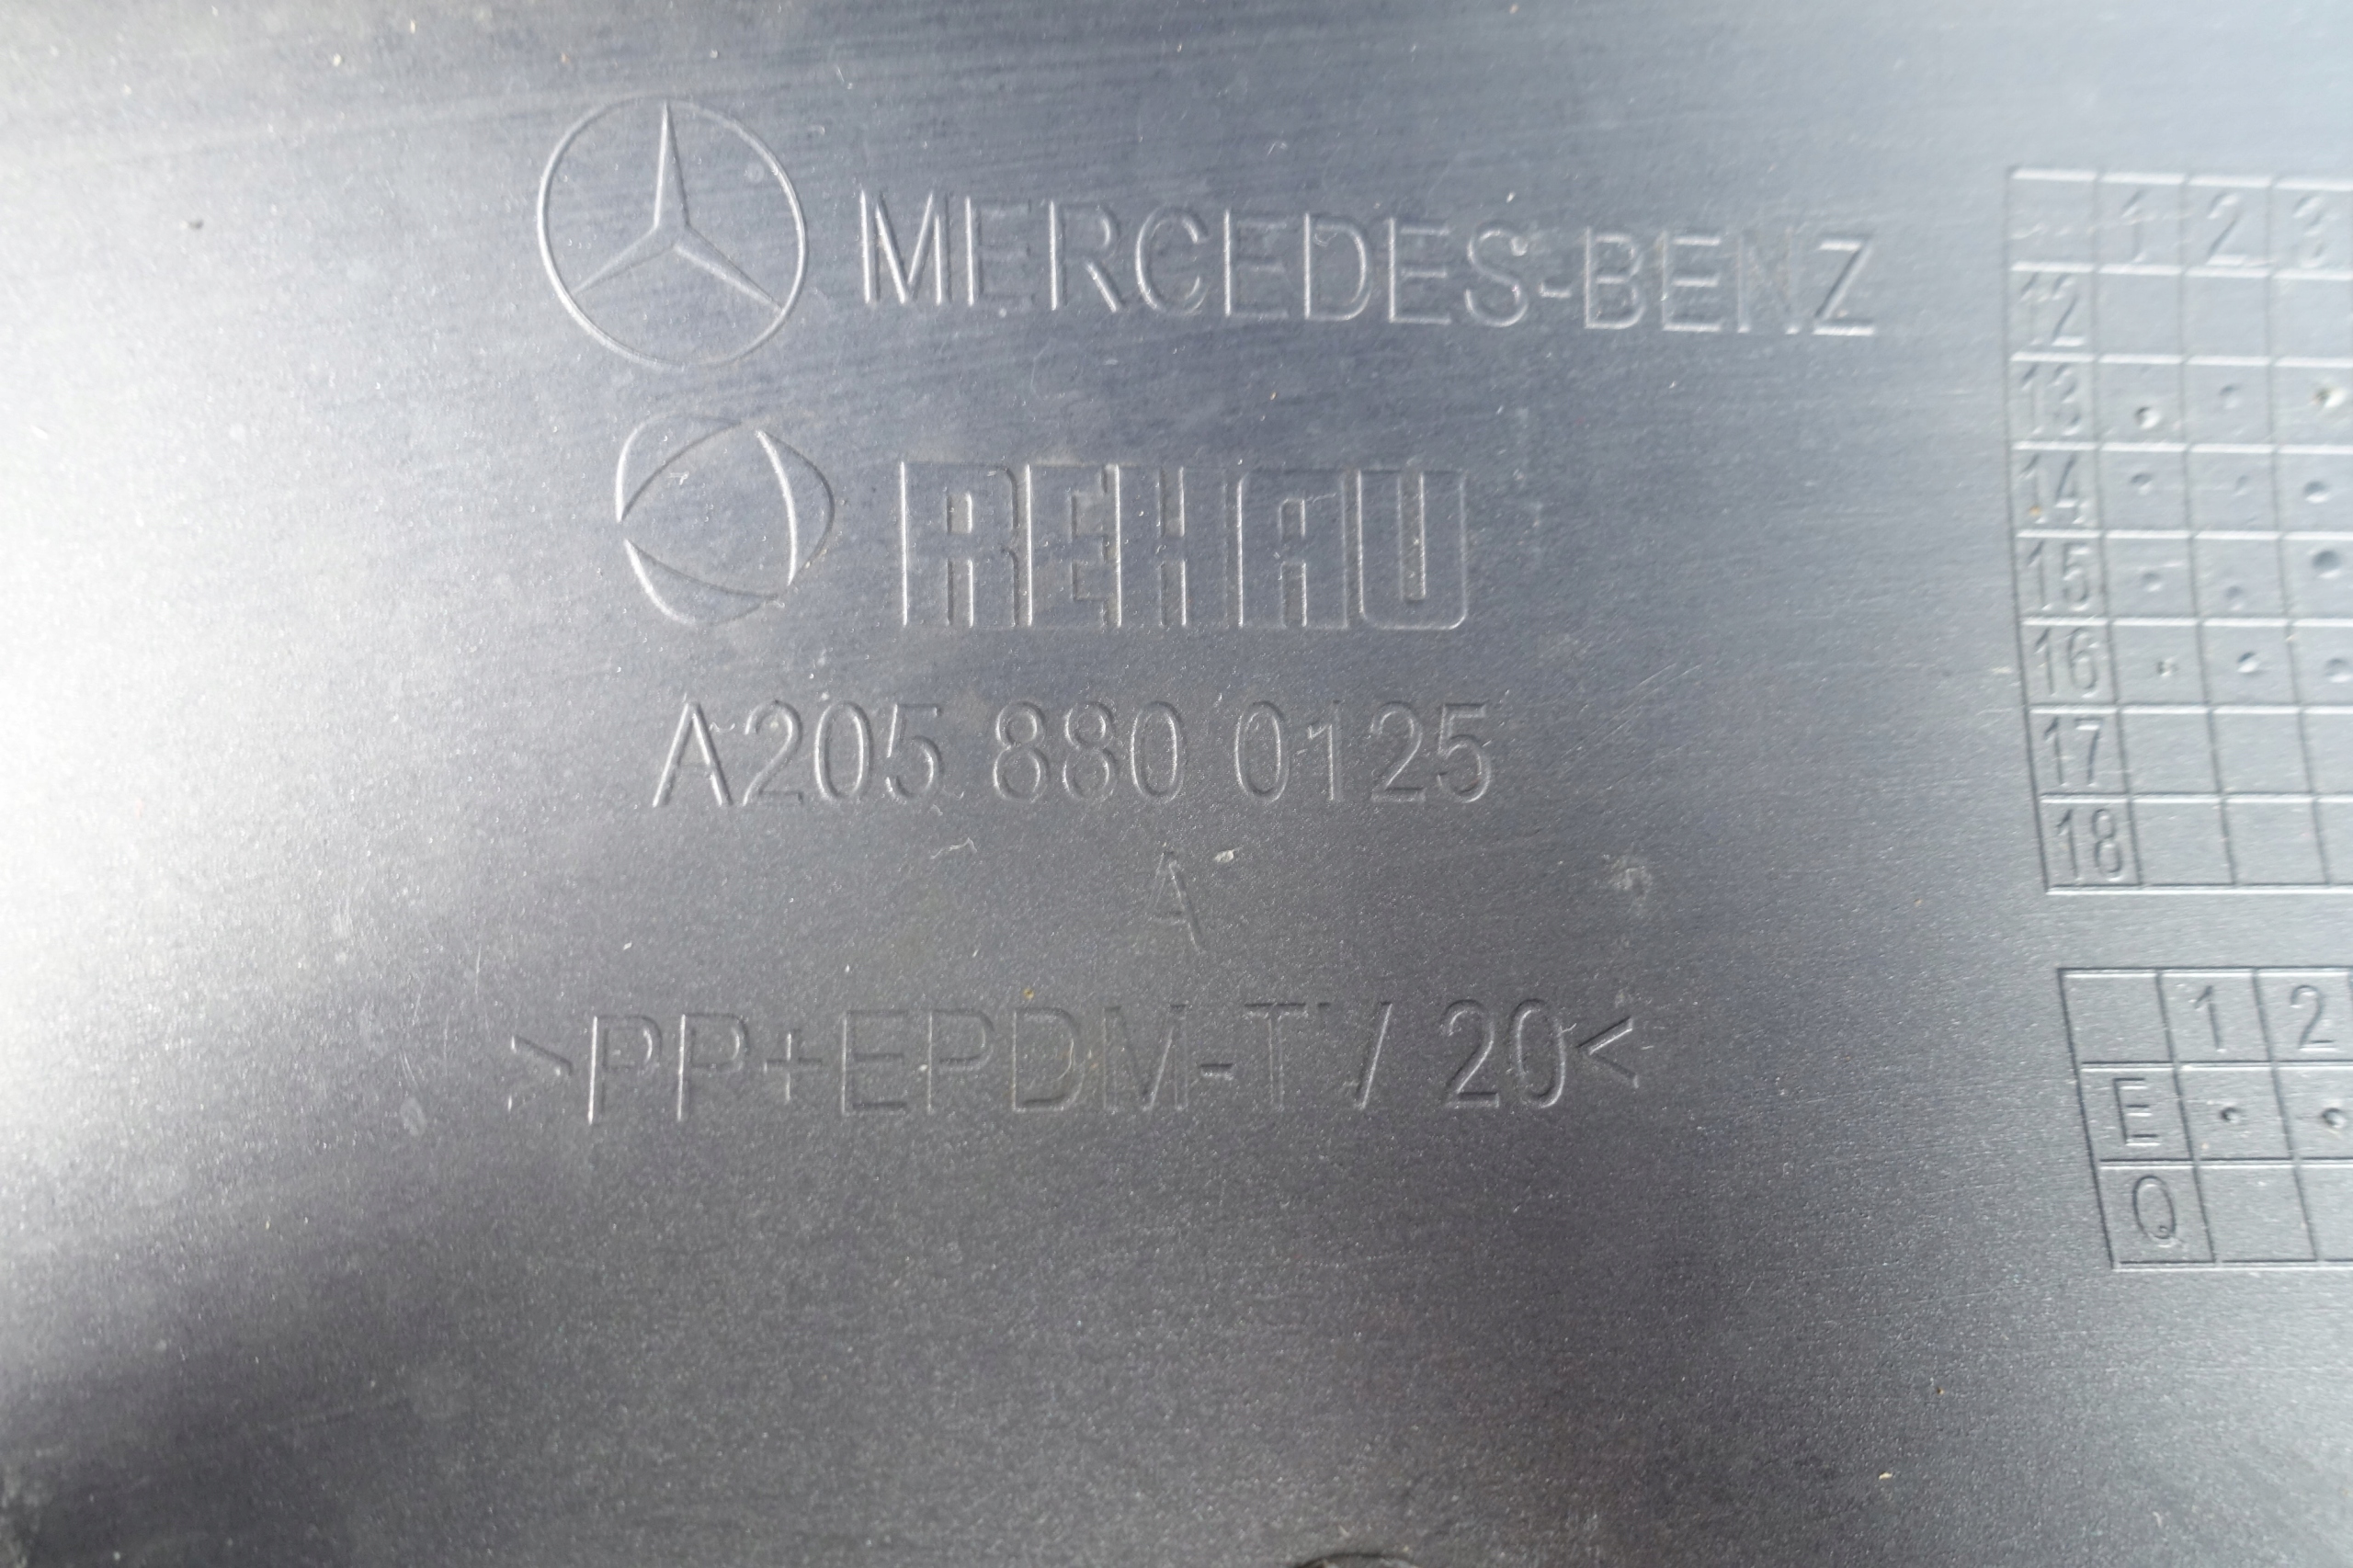 MERCEDES-BENZ
REHAU
A205 880 0125
A
>PP+EPDM-TV 20<
1 2 3
12
13
14
15
16
17
18
1 2
E
Q